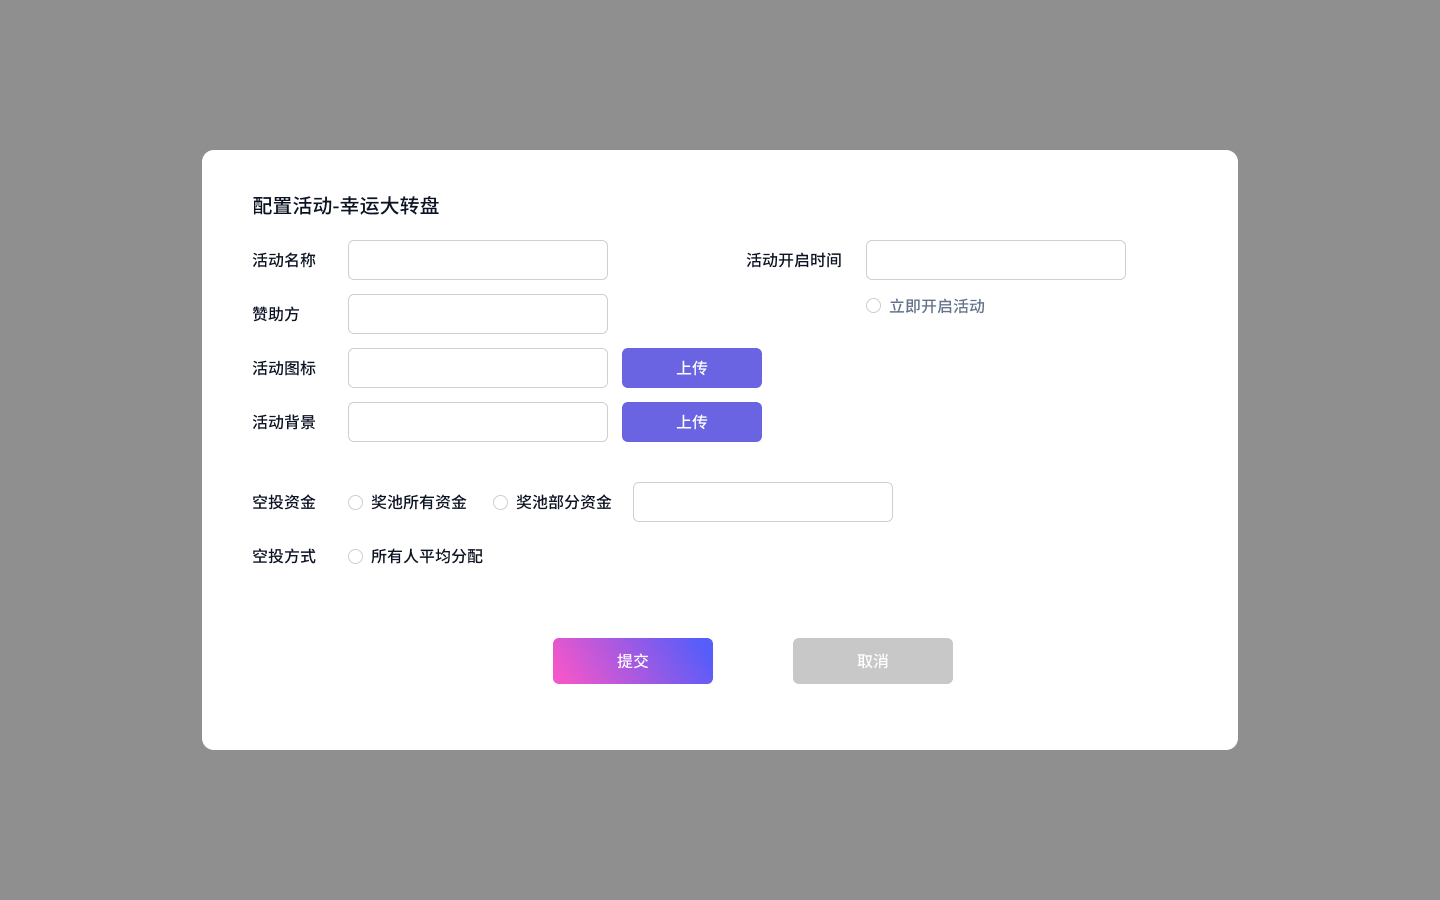 配置活动-幸运大转盘
活动名称
活动开启时间
赞助方
立即开启活动
活动图标
上传
活动背景
上传
空投资金 奖池所有资金 奖池部分资金
空投方式 所有人平均分配
提交
取消